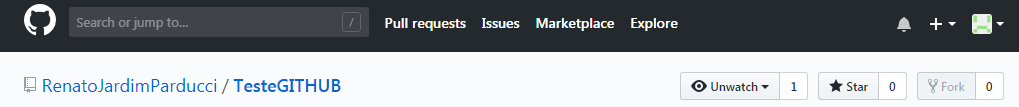 Search or jump to... / Pull requests Issues Marketplace Explore
RenatoJardimParducci / TesteGITHUB Unwatch 1 Star 0 Fork 0